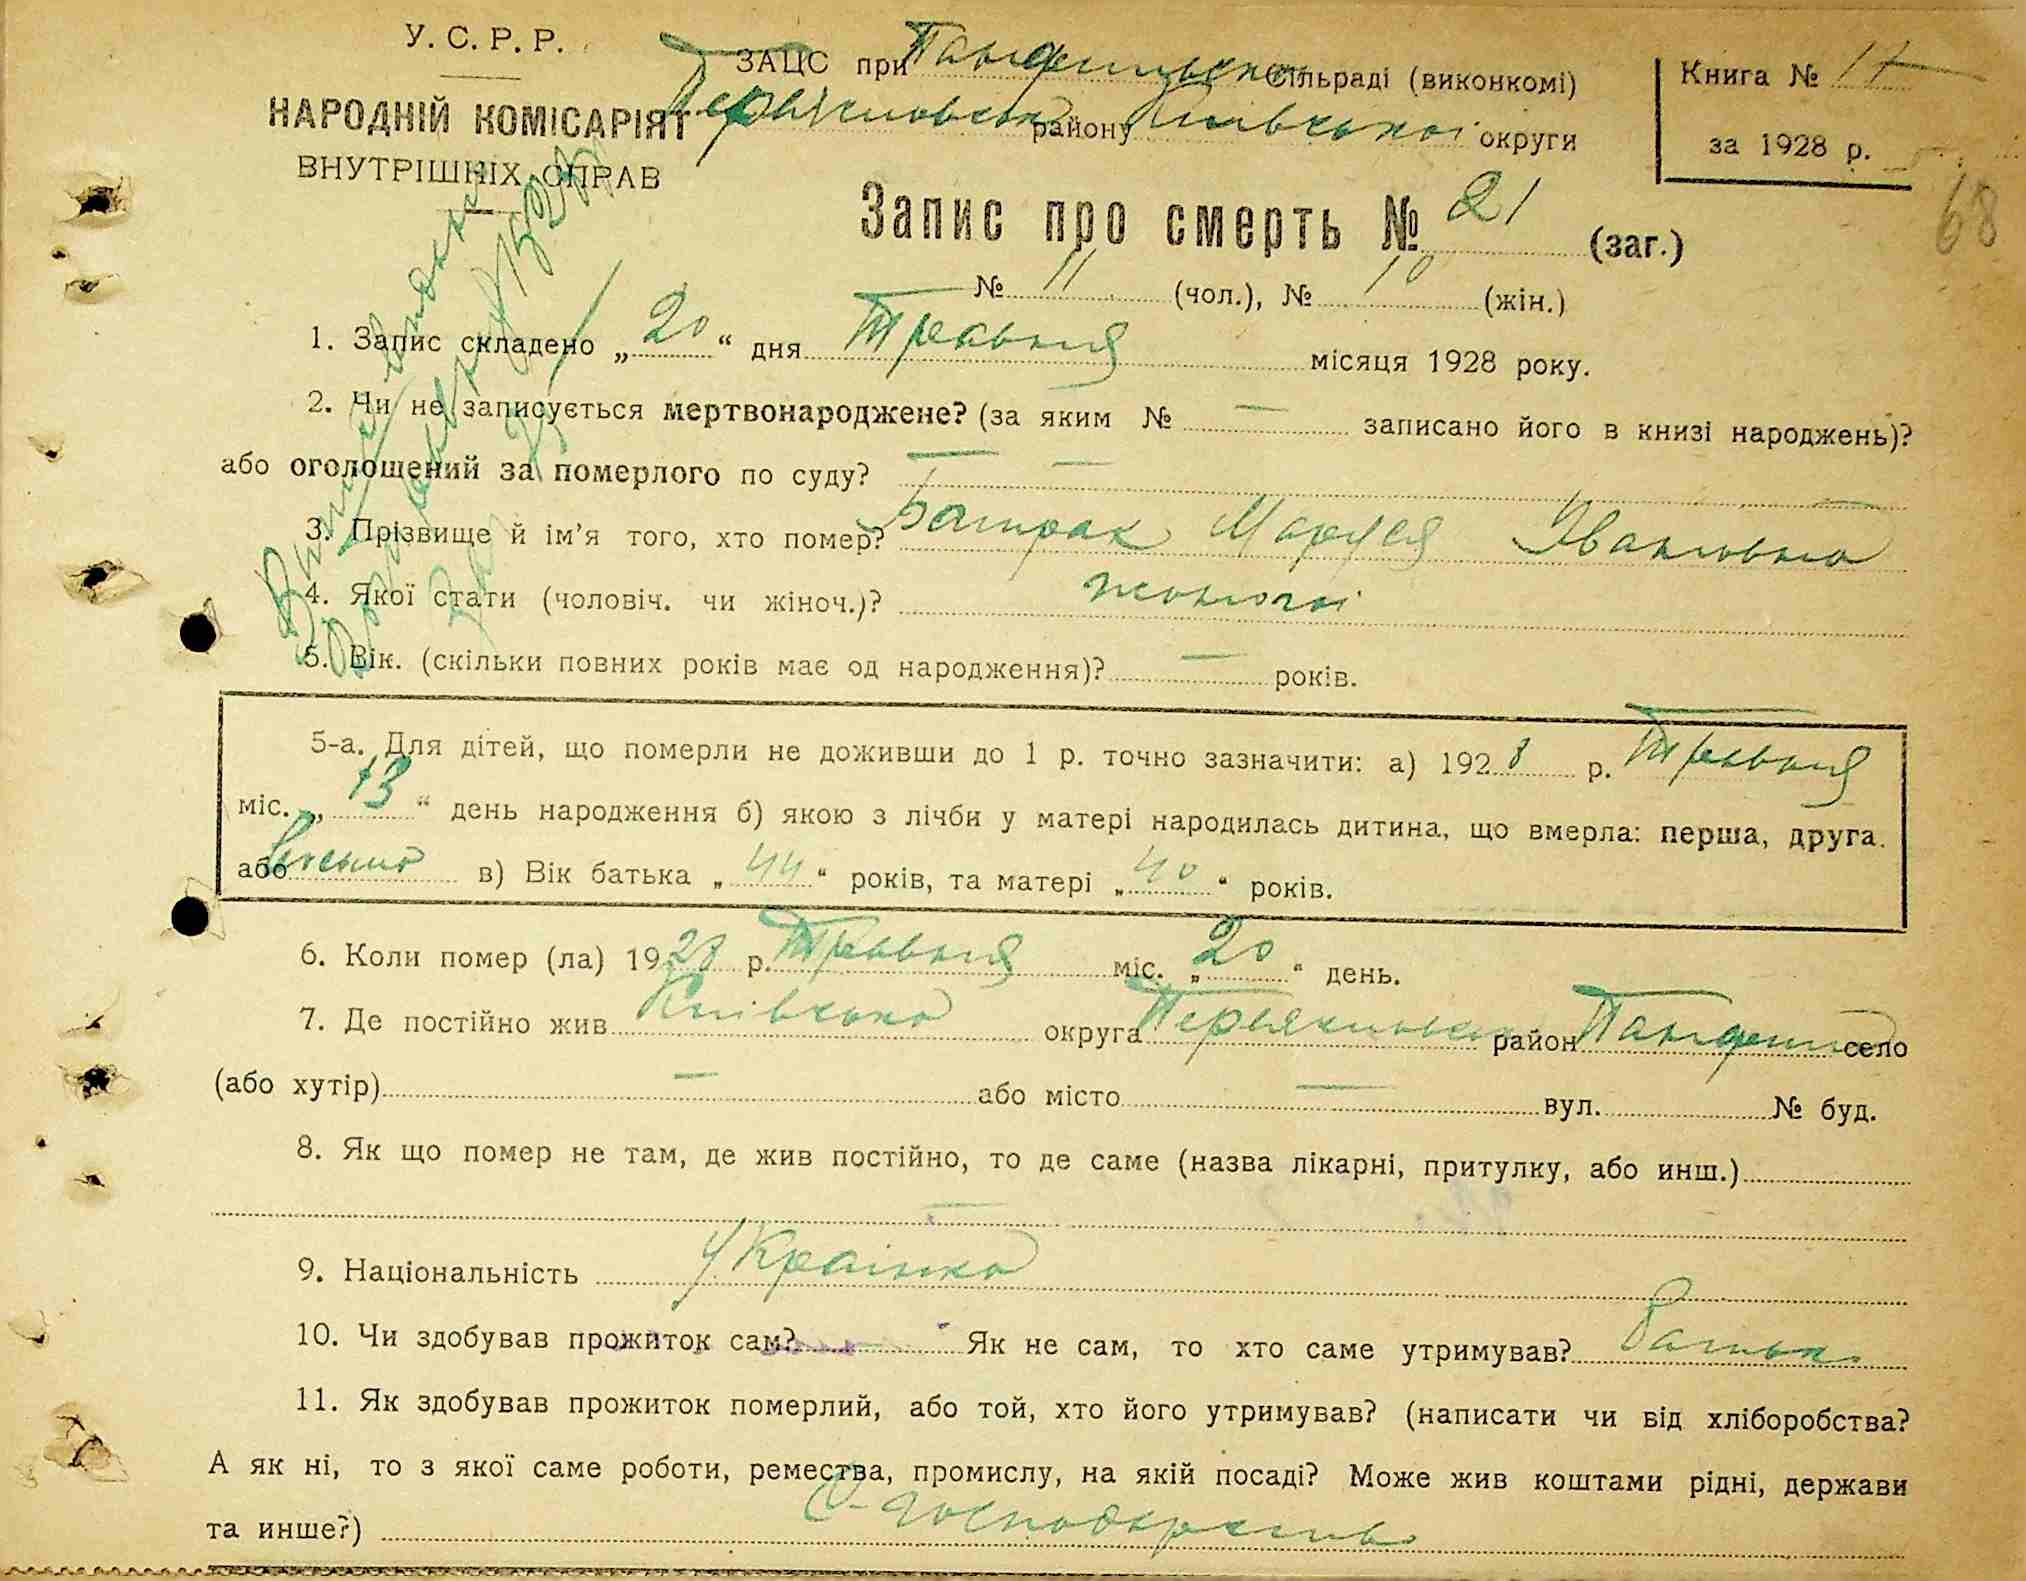 У. С. Р. Р.
НАРОДНІЙ КОМІСАРІЯТ
ВНУТРІШНІХ СПРАВ
ЗАЦС при Панфильскій Сільраді (виконкомі)
району Київської округи
Книга № 17
за 1928 р.
68
Запис про смерть № 21 (заг.)
№ 11 (чол.), № 10 (жін.)
1. Запис складено „ 20 “ дня Травня місяця 1928 року.
2. Чи не записується мертвонароджене? (за яким № — записано його в книзі народжень)?
або оголошений за померлого по суду? —
3. Прізвище й ім’я того, хто помер? Батрак Маруся Івановна
4. Якої стати (чоловіч. чи жіноч.)? жіночої
5. Вік. (скільки повних років має од народження)? — років.
5-а. Для дітей, що померли не доживши до 1 р. точно зазначити: а) 1928 р. Травня
міс. „ 13 “ день народження б) якою з лічби у матері народилась дитина, що вмерла: перша, друга.
або восьма в) Вік батька „ 44 “ років, та матері „ 40 “ років.
6. Коли помер (ла) 1928 р. Травня міс. „ 20 “ день.
7. Де постійно жив Київська округа район Панфили село
(або хутір) — або місто — вул. № буд.
8. Як що помер не там, де жив постійно, то де саме (назва лікарні, притулку, або инш.)
—
9. Національність Українка
10. Чи здобував прожиток сам? Як не сам, то хто саме утримував? Батько
11. Як здобував прожиток померлий, або той, хто його утримував? (написати чи від хліборобства?
А як ні, то з якої саме роботи, ремества, промислу, на якій посаді? Може жив коштами рідні, держави
та инше?) С-господарство